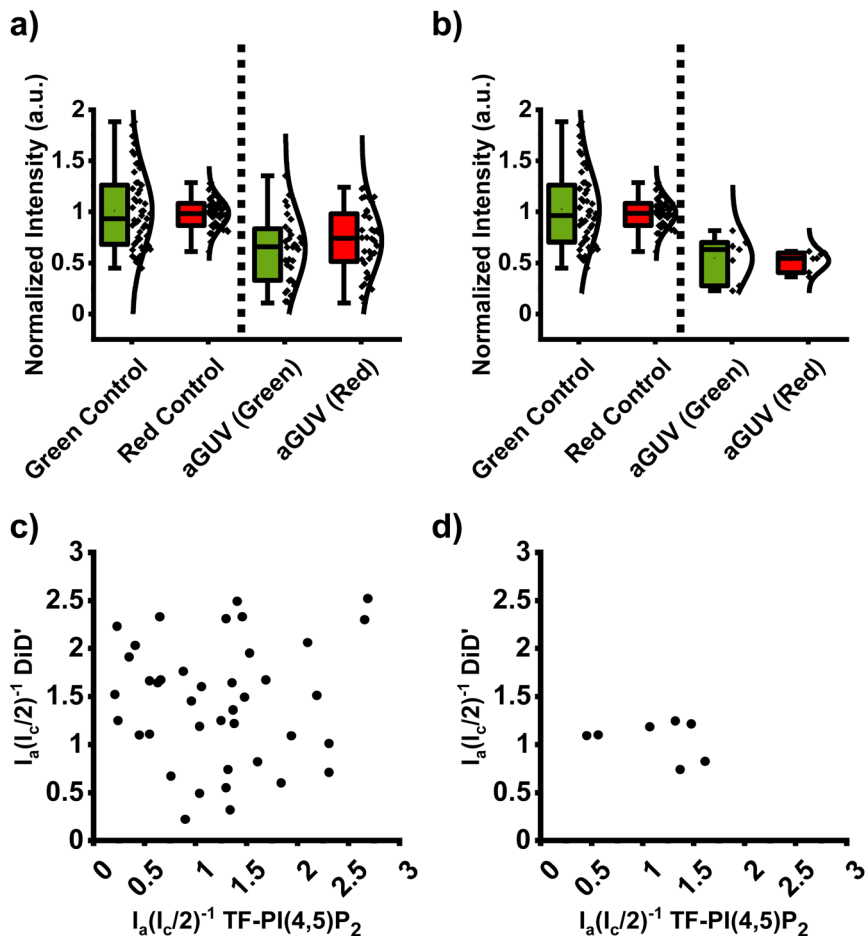 a)
Normalized Intensity (a.u.)
2
1.5
1
0.5
0
Green Control
Red Control
aGUV (Green)
aGUV (Red)
b)
Normalized Intensity (a.u.)
2
1.5
1
0.5
0
Green Control
Red Control
aGUV (Green)
aGUV (Red)
c)
Iₐ(I꜀/2)⁻¹ DiD'
3
2.5
2
1.5
1
0.5
0
0 0.5 1 1.5 2 2.5 3
Iₐ(I꜀/2)⁻¹ TF-PI(4,5)P₂
d)
Iₐ(I꜀/2)⁻¹ DiD'
3
2.5
2
1.5
1
0.5
0
0 0.5 1 1.5 2 2.5 3
Iₐ(I꜀/2)⁻¹ TF-PI(4,5)P₂